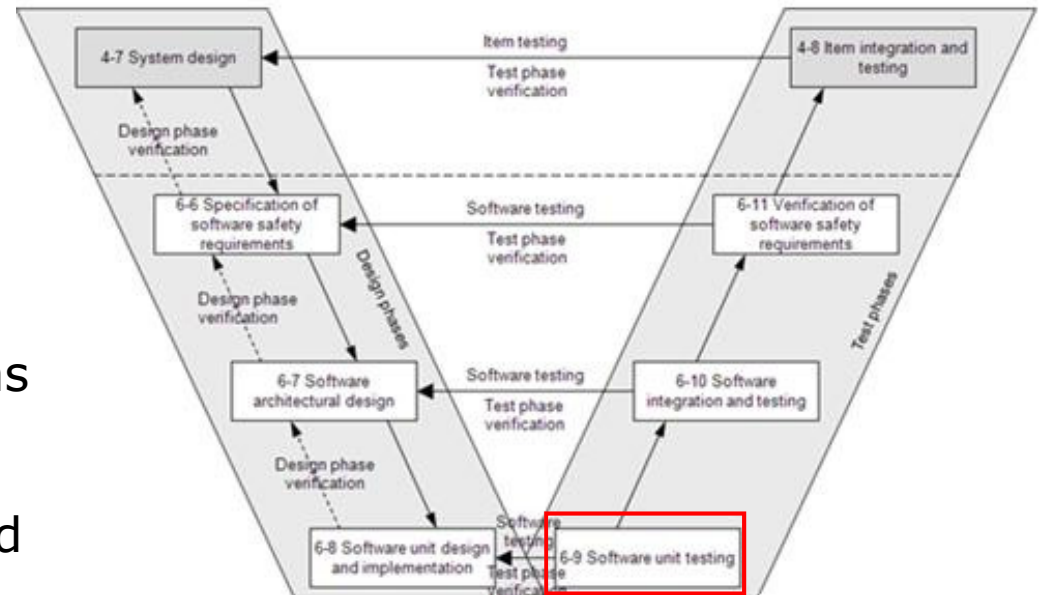 4-7 System design
Item testing
Test phase
verification
4-8 Item integration and
testing
Design phase
verification
6-6 Specification of
software safety
requirements
Software testing
Test phase
verification
6-11 Verification of
software safety
requirements
Design phases
Test phases
Design phase
verification
6-7 Software
architectural design
Software testing
Test phase
verification
6-10 Software
integration and testing
Design phase
verification
6-8 Software unit design
and implementation
Software
testing
Test phase
verification
6-9 Software unit testing